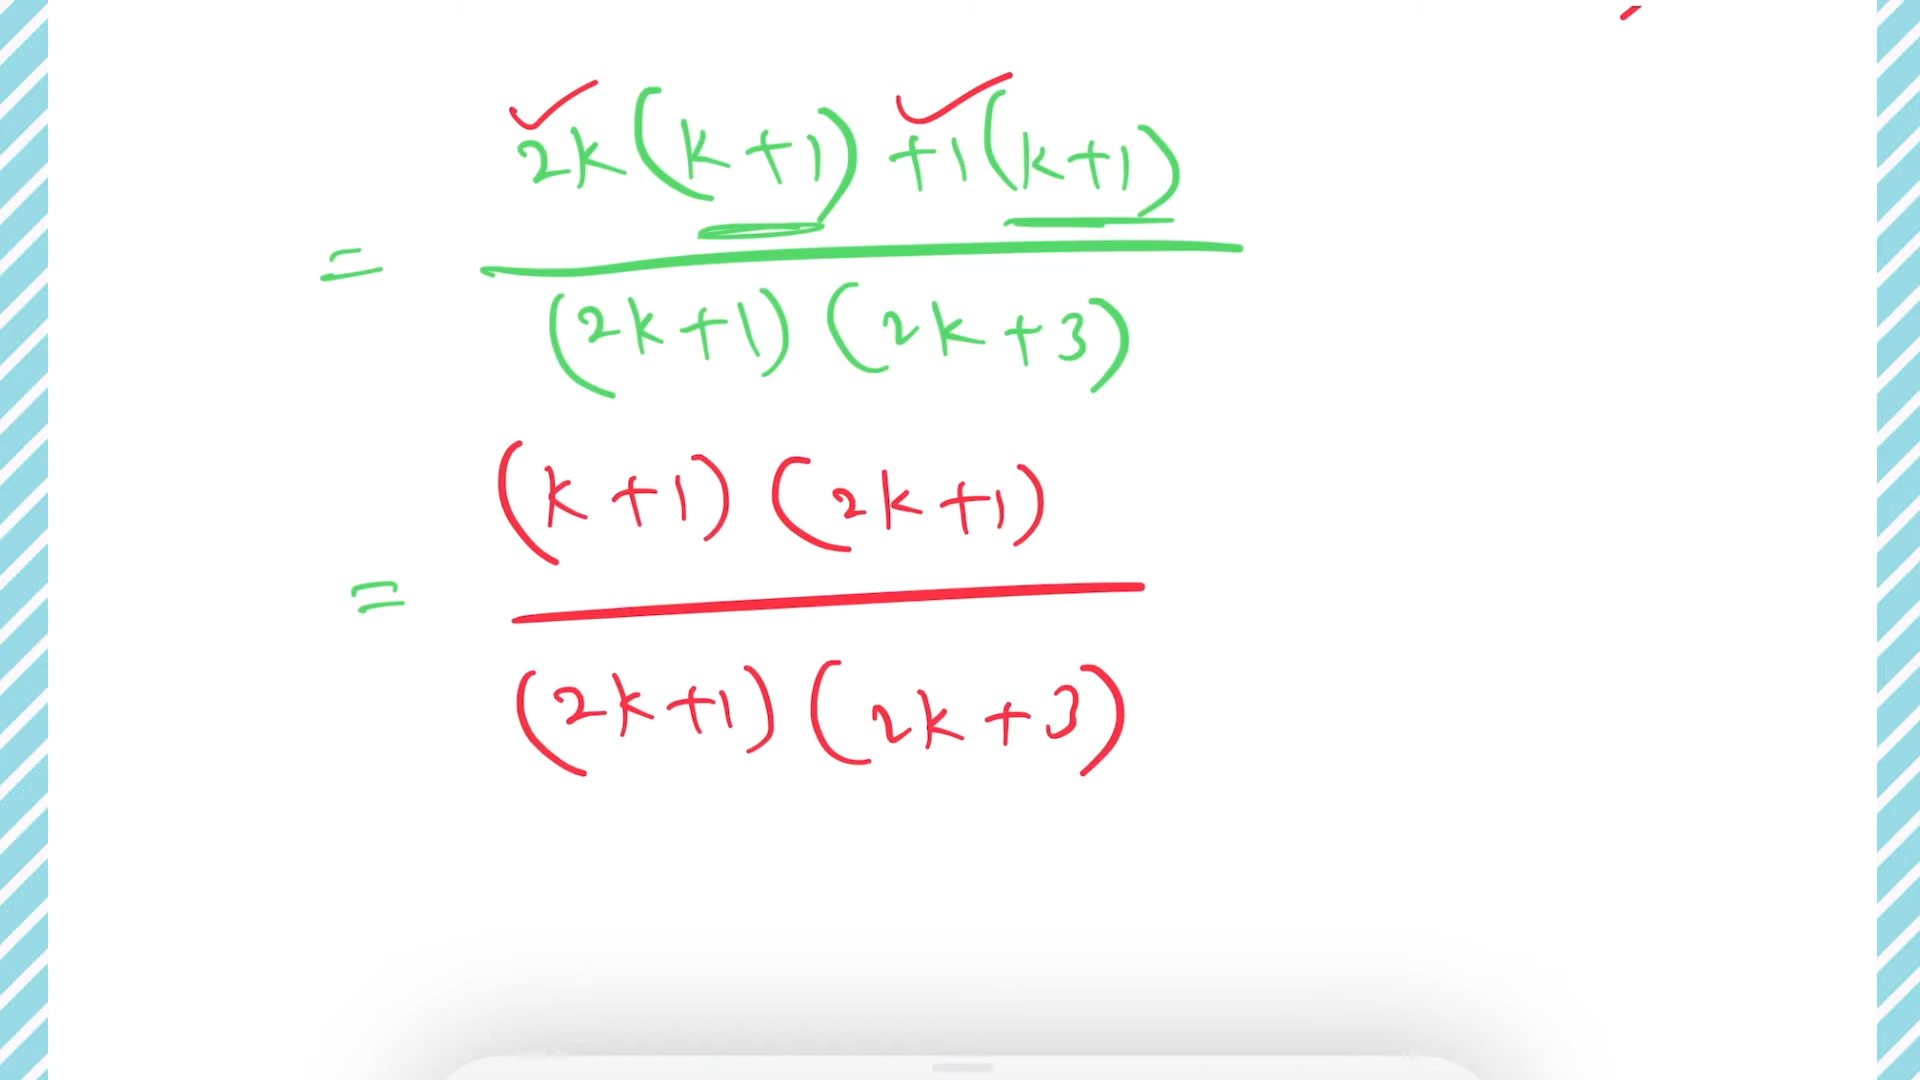 2k(k+1) +1(k+1)
=
(2k+1) (2k+3)
(k+1) (2k+1)
=
(2k+1) (2k+3)